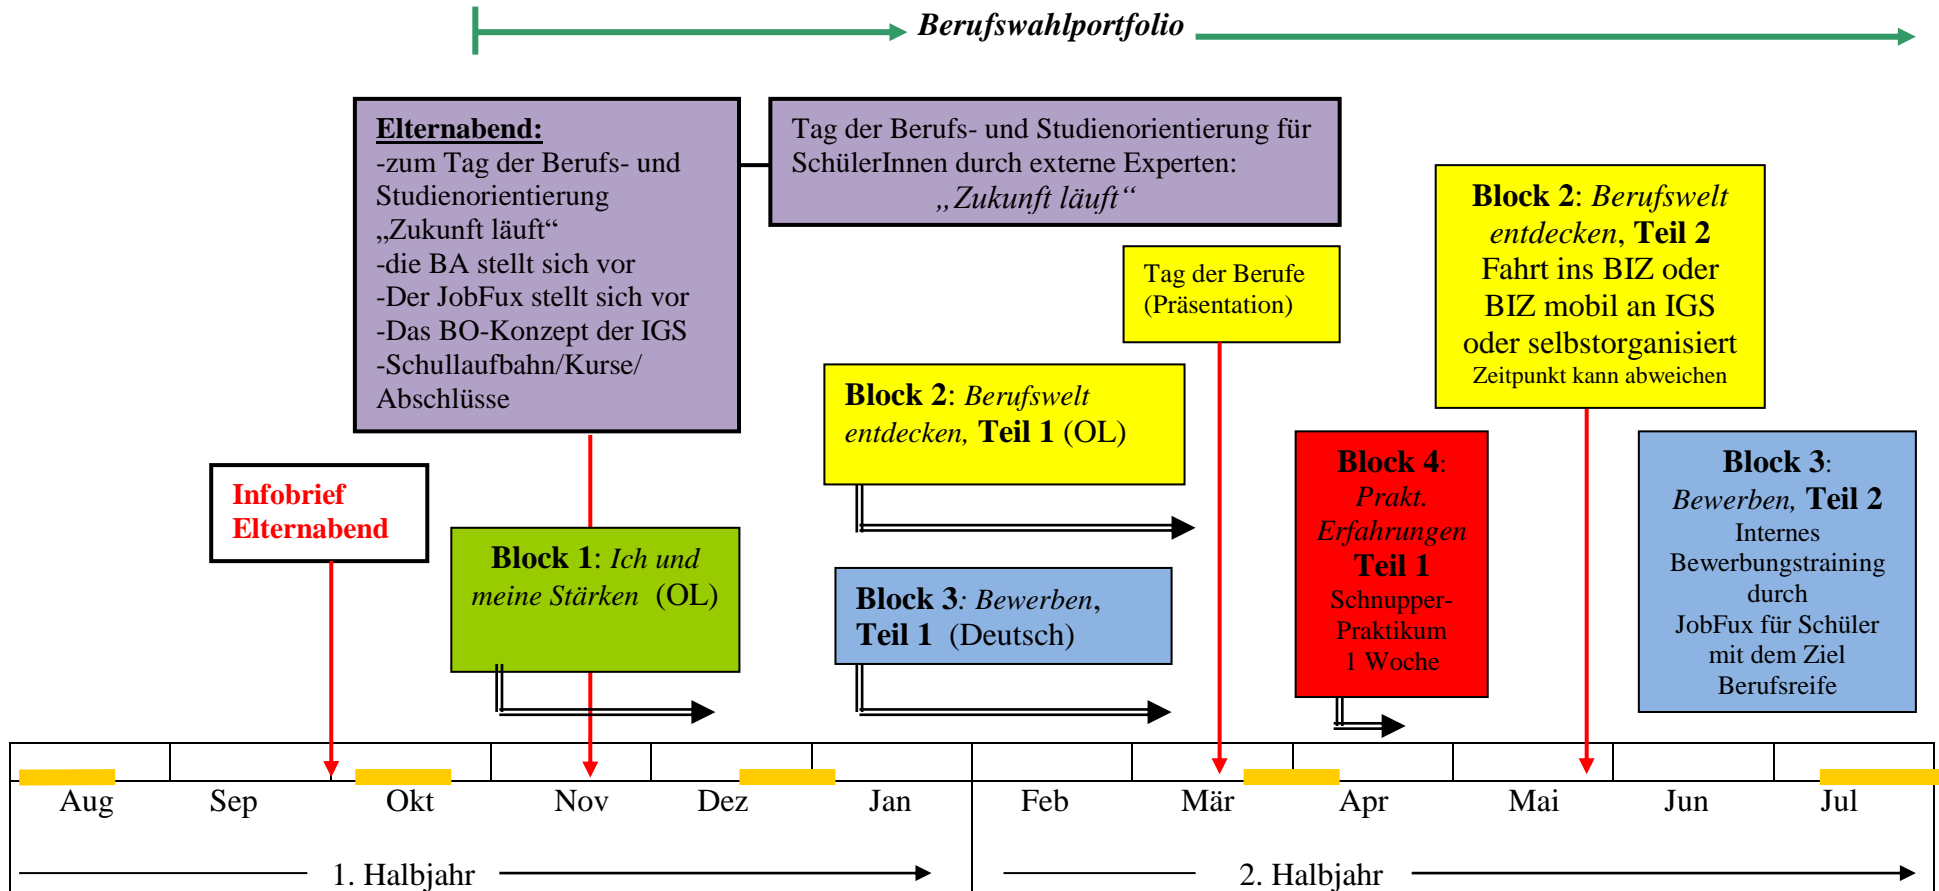 Berufswahlportfolio
Elternabend:
-zum Tag der Berufs- und
Studienorientierung
„Zukunft läuft“
-die BA stellt sich vor
-Der JobFux stellt sich vor
-Das BO-Konzept der IGS
-Schullaufbahn/Kurse/
Abschlüsse
Tag der Berufs- und Studienorientierung für
SchülerInnen durch externe Experten:
„Zukunft läuft“
Block 2: Berufswelt
entdecken, Teil 2
Fahrt ins BIZ oder
BIZ mobil an IGS
oder selbstorganisiert
Zeitpunkt kann abweichen
Tag der Berufe
(Präsentation)
Block 2: Berufswelt
entdecken, Teil 1 (OL)
Infobrief
Elternabend
Block 1: Ich und
meine Stärken (OL)
Block 3: Bewerben,
Teil 1 (Deutsch)
Block 4:
Prakt.
Erfahrungen
Teil 1
Schnupper-
Praktikum
1 Woche
Block 3:
Bewerben, Teil 2
Internes
Bewerbungstraining
durch
JobFux für Schüler
mit dem Ziel
Berufsreife
Aug Sep Okt Nov Dez Jan Feb Mär Apr Mai Jun Jul
1. Halbjahr 2. Halbjahr